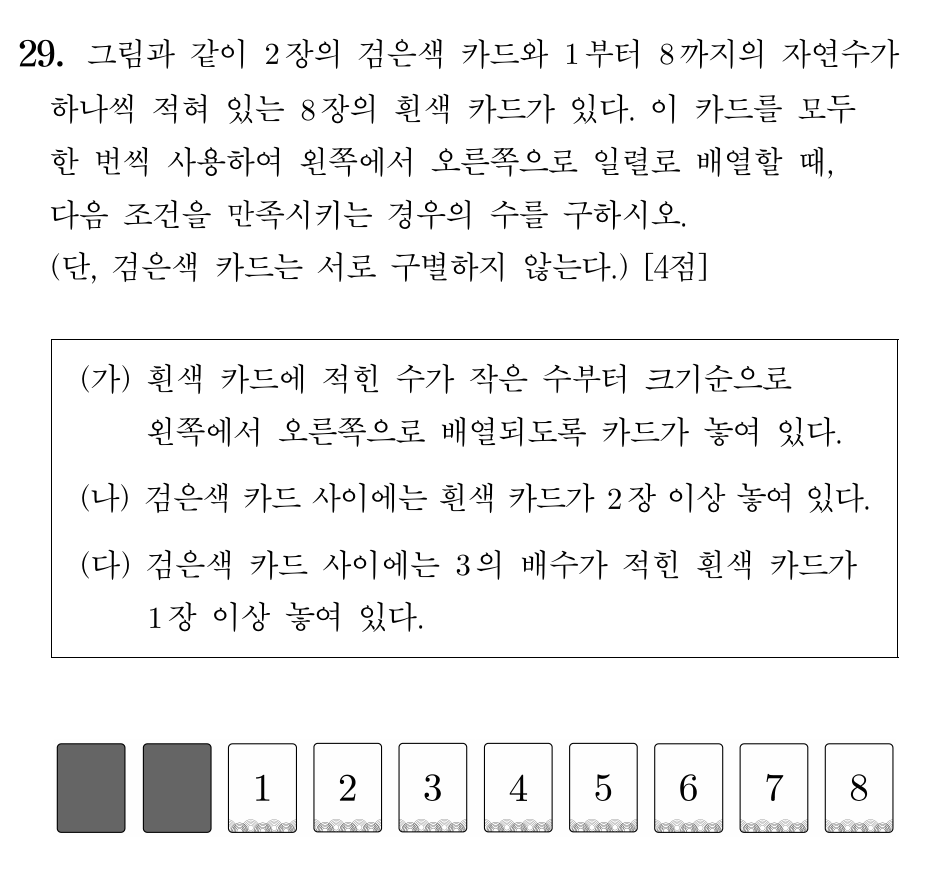 29. 그림과 같이 2장의 검은색 카드와 1부터 8까지의 자연수가
하나씩 적혀 있는 8장의 흰색 카드가 있다. 이 카드를 모두
한 번씩 사용하여 왼쪽에서 오른쪽으로 일렬로 배열할 때,
다음 조건을 만족시키는 경우의 수를 구하시오.
(단, 검은색 카드는 서로 구별하지 않는다.) [4점]
(가) 흰색 카드에 적힌 수가 작은 수부터 크기순으로
왼쪽에서 오른쪽으로 배열되도록 카드가 놓여 있다.
(나) 검은색 카드 사이에는 흰색 카드가 2장 이상 놓여 있다.
(다) 검은색 카드 사이에는 3의 배수가 적힌 흰색 카드가
1장 이상 놓여 있다.
1 2 3 4 5 6 7 8